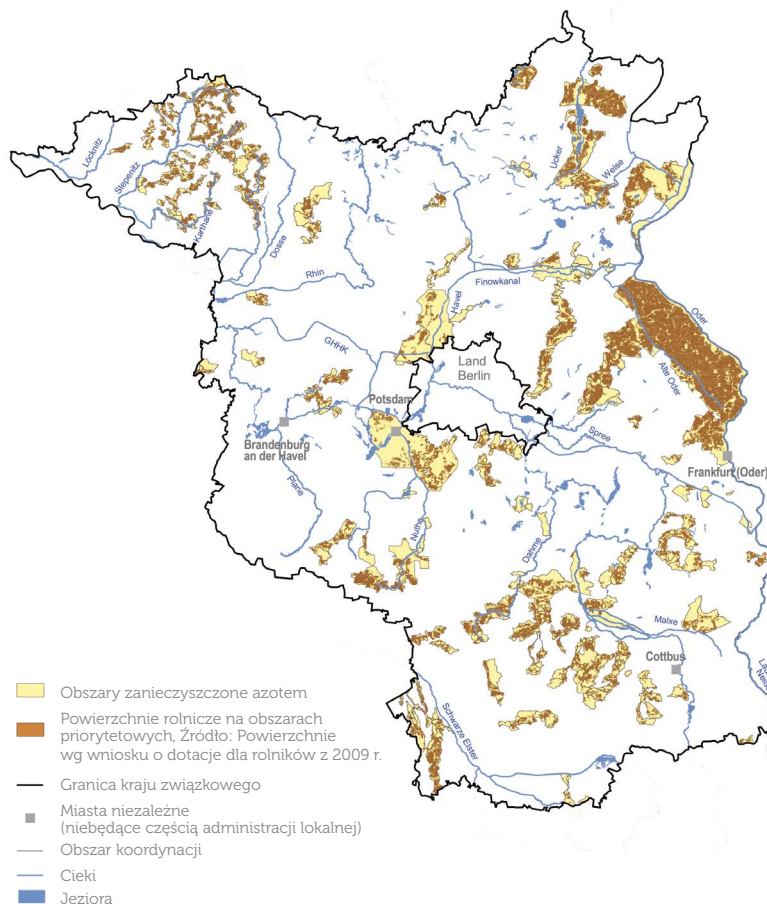 Löcknitz
Stepenitz
Karthane
Dosse
Rhin
Ucker
Welse
Finowkanal
Havel
Oder
Alte Oder
GHHK
Land
Berlin
Potsdam
Brandenburg
an der Havel
Plane
Nuthe
Spree
Frankfurt (Oder)
Dahme
Malxe
Cottbus
Schwarze Elster
Obszary zanieczyszczone azotem
Powierzchnie rolnicze na obszarach
priorytetowych, Źródło: Powierzchnie
wg wniosku o dotacje dla rolników z 2009 r.
Granica kraju związkowego
Miasta niezależne
(niebędące częścią administracji lokalnej)
Obszar koordynacji
Cieki
Jeziora